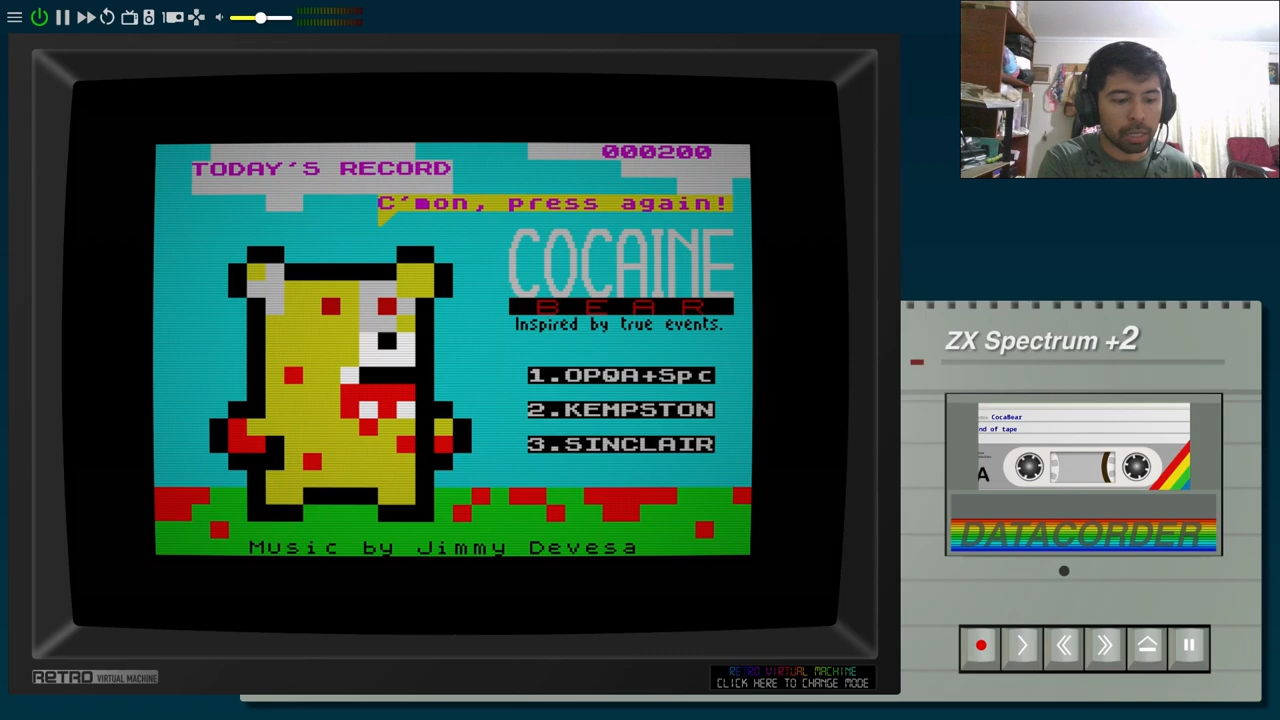 000200
TODAY'S RECORD
C'mon, press again!
COCAINE
BEAR
Inspired by true events.
1.OPQA+Spc
2.KEMPSTON
3.SINCLAIR
Music by Jimmy Devesa
ZX Spectrum +2
CocaBear
nd of tape
A
DATACORDER
RETRO VIRTUAL MACHINE
RETRO VIRTUAL MACHINE
CLICK HERE TO CHANGE MODE